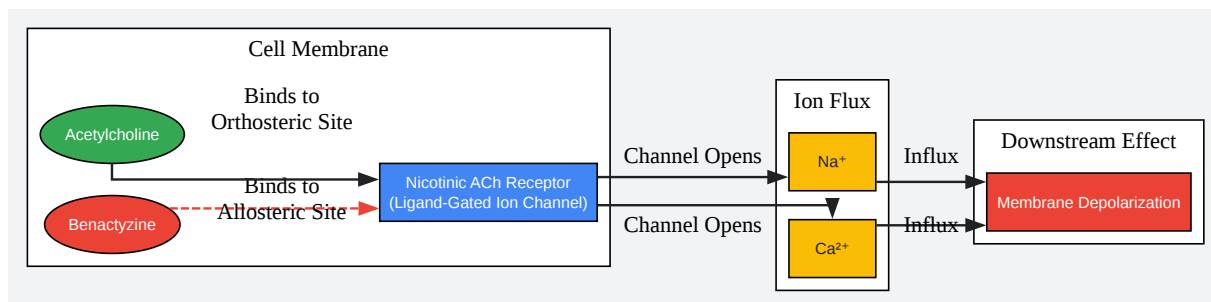 Cell Membrane
Binds to
Orthosteric Site
Acetylcholine
Binds to
Allosteric Site
Benactyzine
Nicotinic ACh Receptor
(Ligand-Gated Ion Channel)
Channel Opens
Channel Opens
Ion Flux
Na⁺
Ca²⁺
Influx
Influx
Downstream Effect
Membrane Depolarization